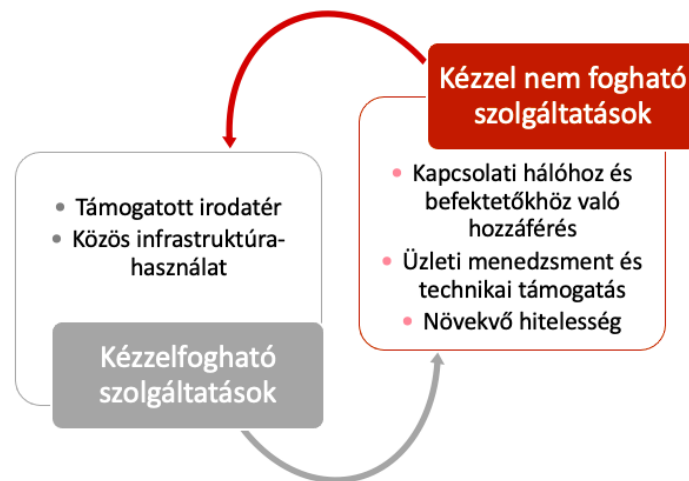 Kézzel nem fogható
szolgáltatások
• Kapcsolati hálóhoz és
befektetőkhöz való
hozzáférés
• Üzleti menedzsment és
technikai támogatás
• Növekvő hitelesség
• Támogatott irodatér
• Közös infrastruktúra-
használat
Kézzelfogható
szolgáltatások